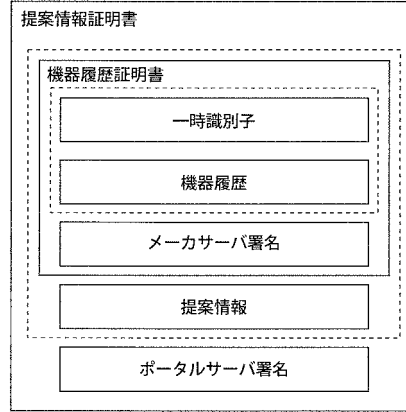 提案情報証明書
機器履歴証明書
一時識別子
機器履歴
メーカサーバ署名
提案情報
ポータルサーバ署名